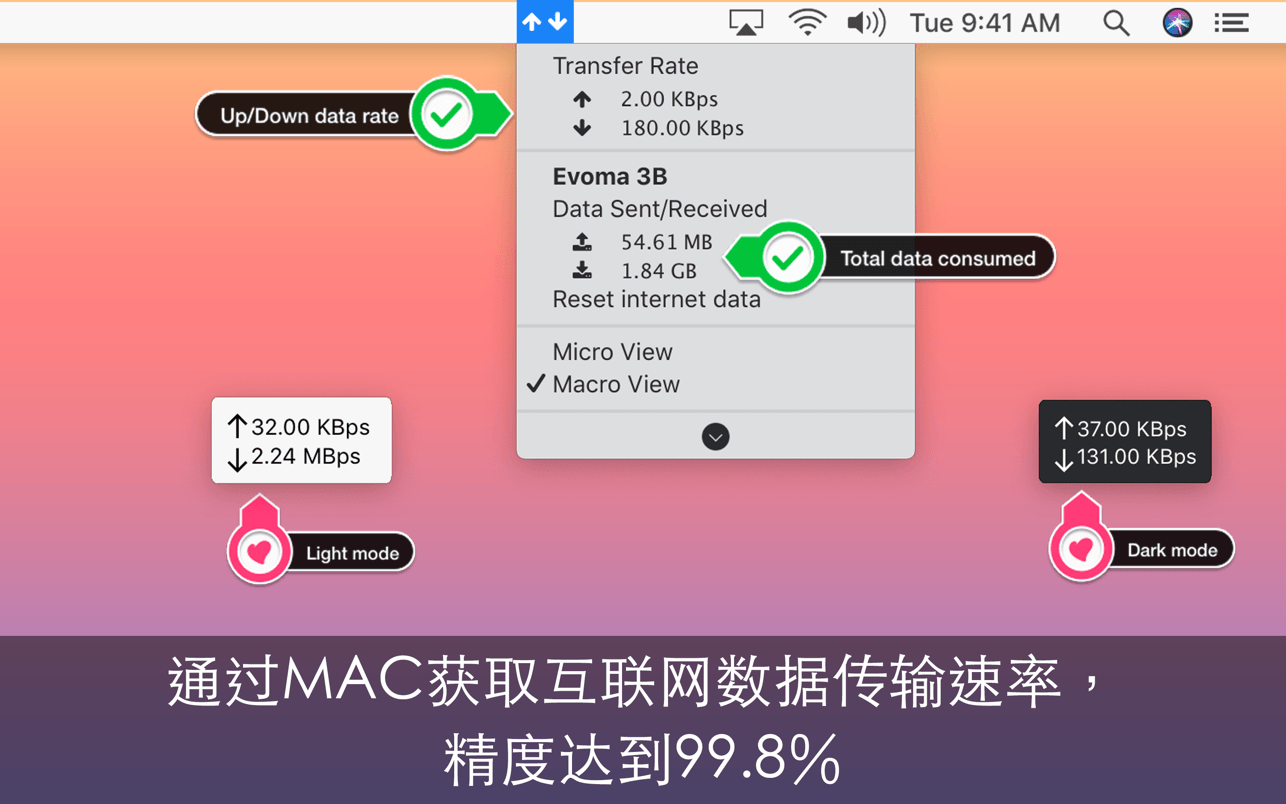 Tue 9:41 AM
Transfer Rate
2.00 KBps
180.00 KBps
Up/Down data rate
Evoma 3B
Data Sent/Received
54.61 MB
1.84 GB
Total data consumed
Reset internet data
Micro View
Macro View
32.00 KBps
2.24 MBps
Light mode
37.00 KBps
131.00 KBps
Dark mode
通过MAC获取互联网数据传输速率，
精度达到99.8%